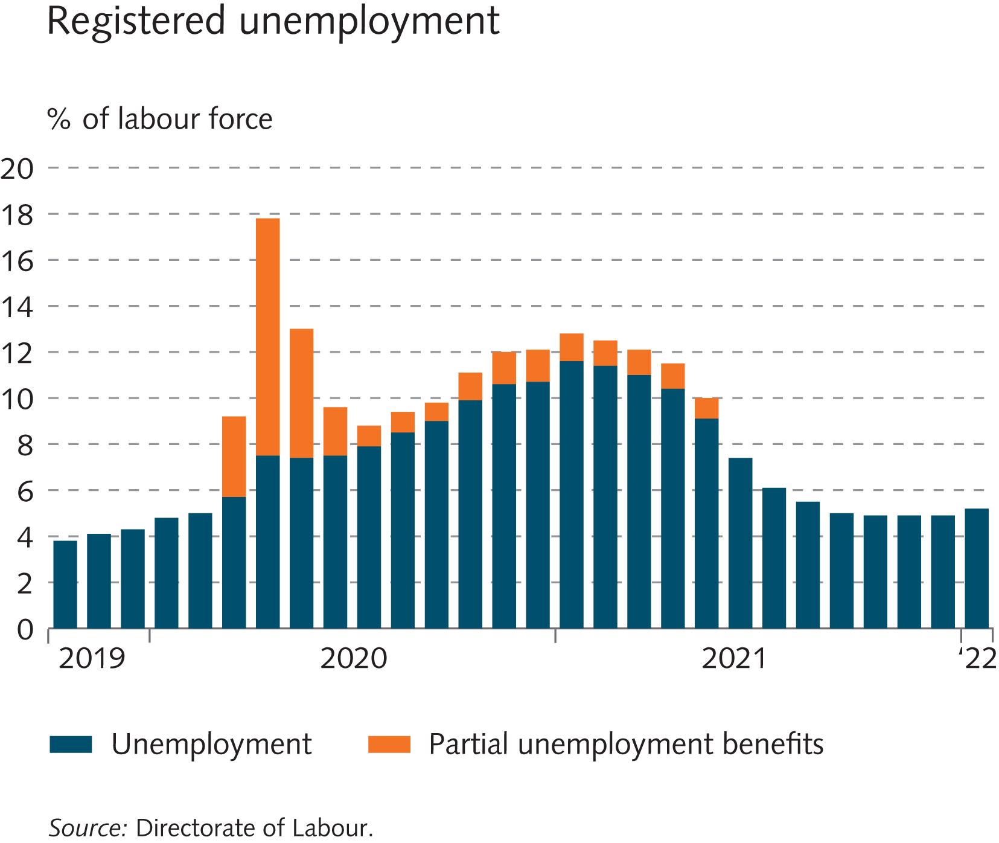 Registered unemployment
% of labour force
20
18
16
14
12
10
8
6
4
2
0
2019 2020 2021 ‘22
Unemployment Partial unemployment benefits
Source: Directorate of Labour.